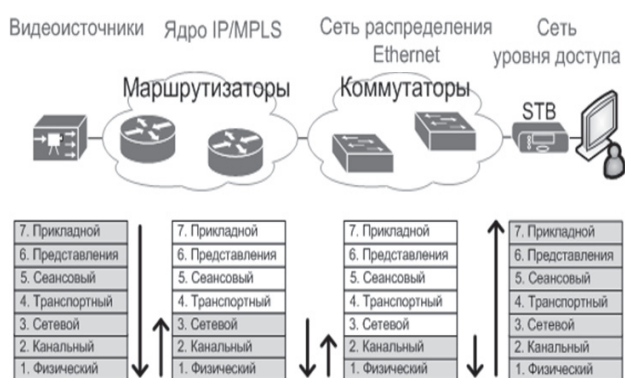 Видеоисточники
Ядро IP/MPLS
Сеть распределения
Ethernet
Сеть
уровня доступа
Маршрутизаторы
Коммутаторы
STB
7. Прикладной
6. Представления
5. Сеансовый
4. Транспортный
3. Сетевой
2. Канальный
1. Физический
7. Прикладной
6. Представления
5. Сеансовый
4. Транспортный
3. Сетевой
2. Канальный
1. Физический
7. Прикладной
6. Представления
5. Сеансовый
4. Транспортный
3. Сетевой
2. Канальный
1. Физический
7. Прикладной
6. Представления
5. Сеансовый
4. Транспортный
3. Сетевой
2. Канальный
1. Физический